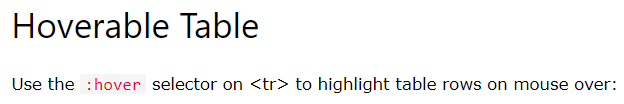 Hoverable Table
Use the :hover selector on <tr> to highlight table rows on mouse over: